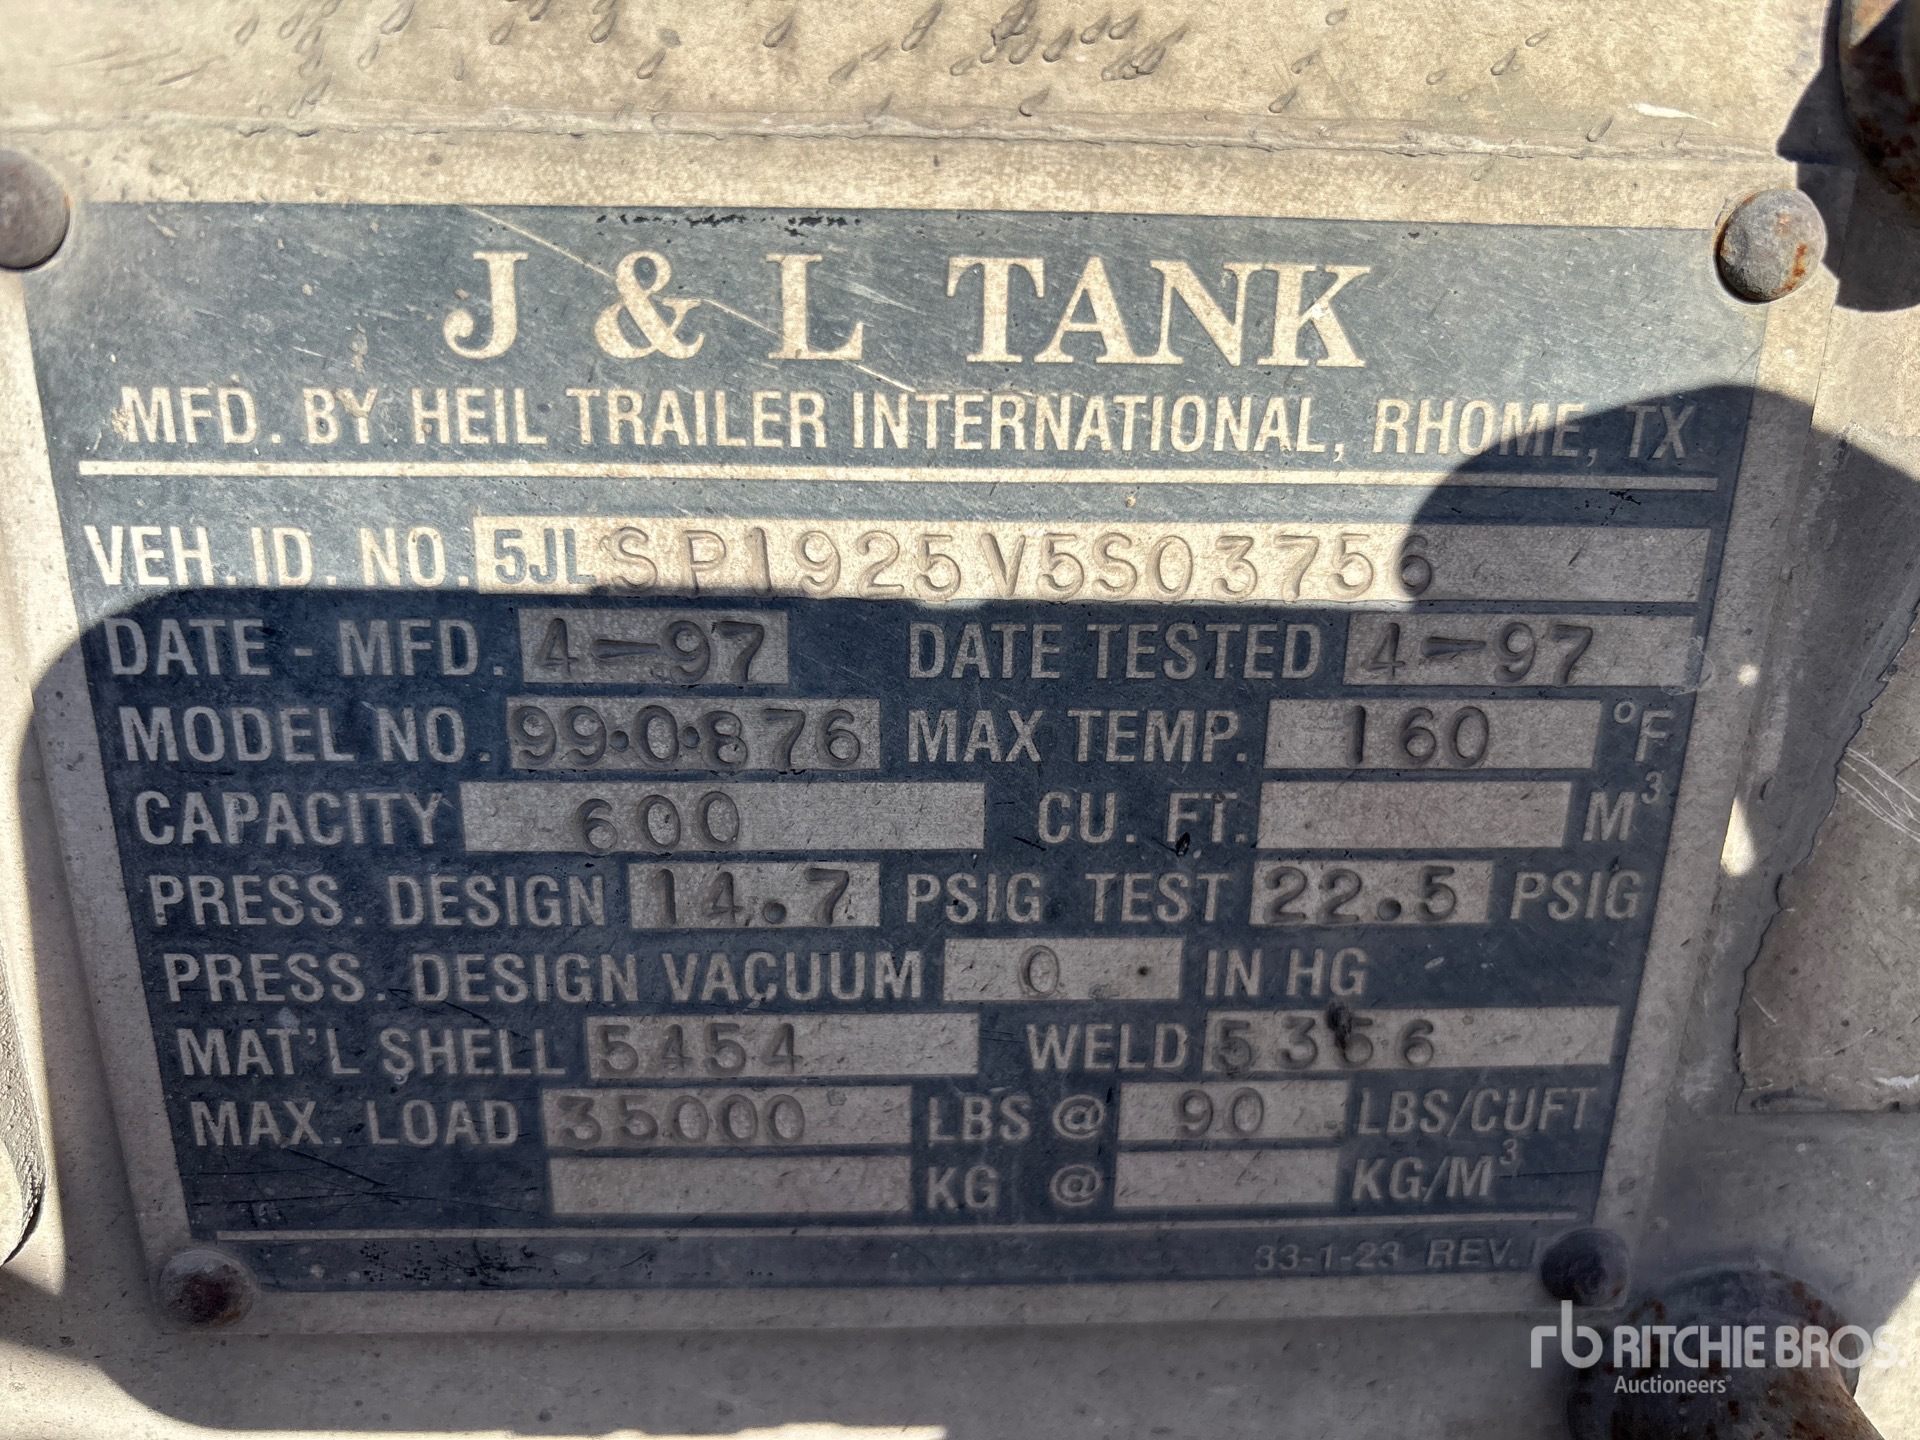 J & L TANK
MFD. BY HEIL TRAILER INTERNATIONAL, RHOME, TX
VEH. ID. NO. 5JLSP1925V5S03756
DATE - MFD. 4-97 DATE TESTED 4-97
MODEL NO. 99·0·876 MAX TEMP. 160 °F
CAPACITY 600 CU. FT. M³
PRESS. DESIGN 14.7 PSIG TEST 22.5 PSIG
PRESS. DESIGN VACUUM 0 IN HG
MAT'L SHELL 5454 WELD 5356
MAX. LOAD 35000 LBS @ 90 LBS/CUFT
KG @ KG/M³
33-1-23 REV.
rb RITCHIE BROS.
Auctioneers